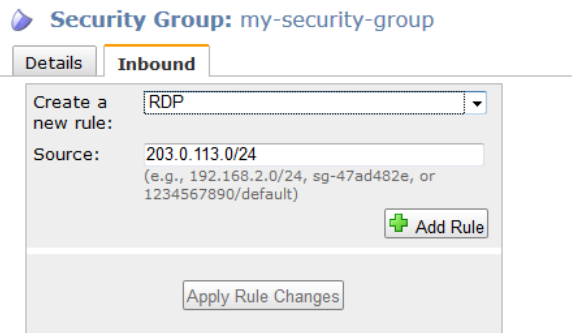 Security Group: my-security-group
Details
Inbound
Create a new rule:
RDP
Source:
203.0.113.0/24
(e.g., 192.168.2.0/24, sg-47ad482e, or
1234567890/default)
Add Rule
Apply Rule Changes